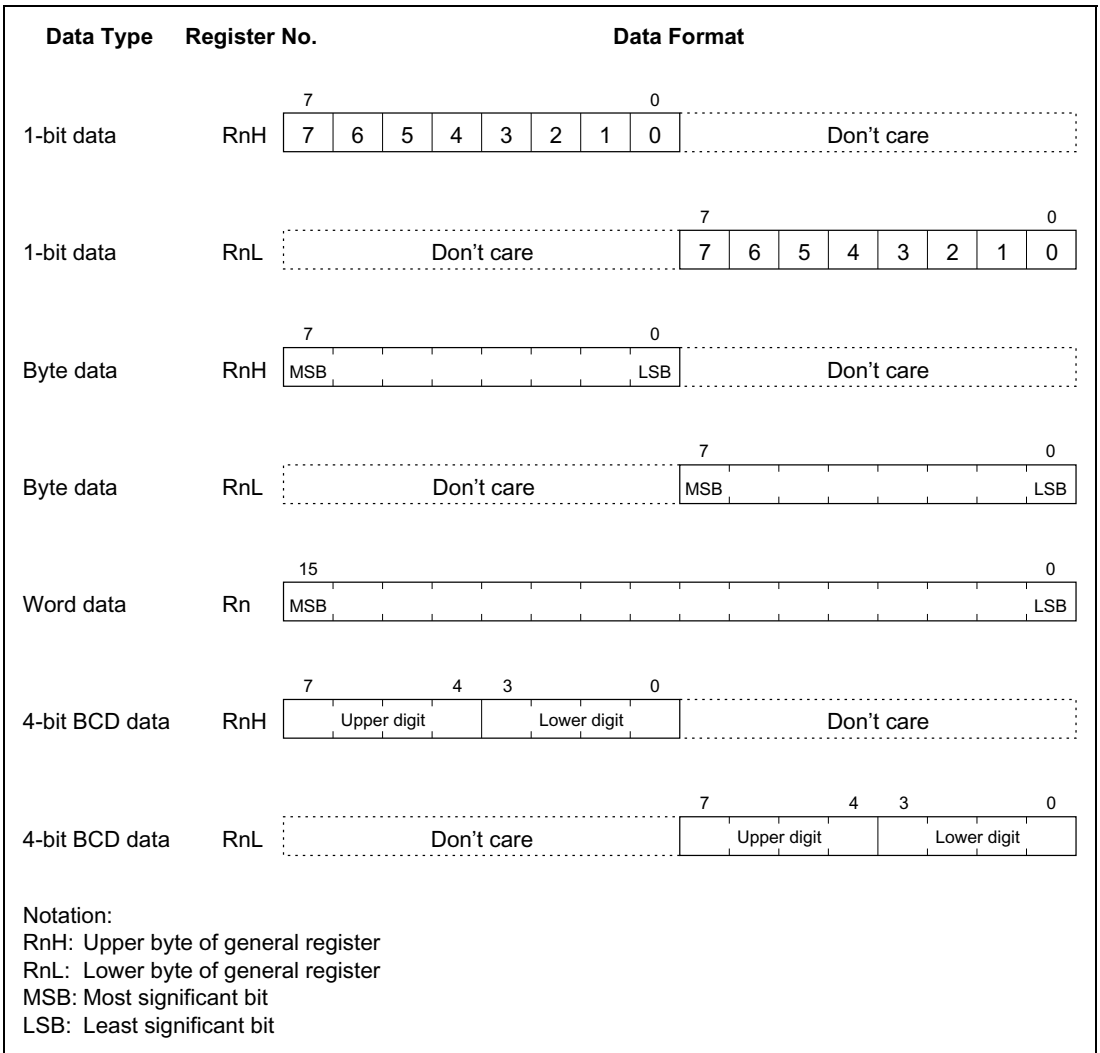 Data Type Register No. Data Format
7 0
1-bit data RnH 7 6 5 4 3 2 1 0 Don't care
7 0
1-bit data RnL Don't care 7 6 5 4 3 2 1 0
7 0
Byte data RnH MSB LSB Don't care
7 0
Byte data RnL Don't care MSB LSB
15 0
Word data Rn MSB LSB
7 4 3 0
4-bit BCD data RnH Upper digit Lower digit Don't care
7 4 3 0
4-bit BCD data RnL Don't care Upper digit Lower digit
Notation:
RnH: Upper byte of general register
RnL: Lower byte of general register
MSB: Most significant bit
LSB: Least significant bit